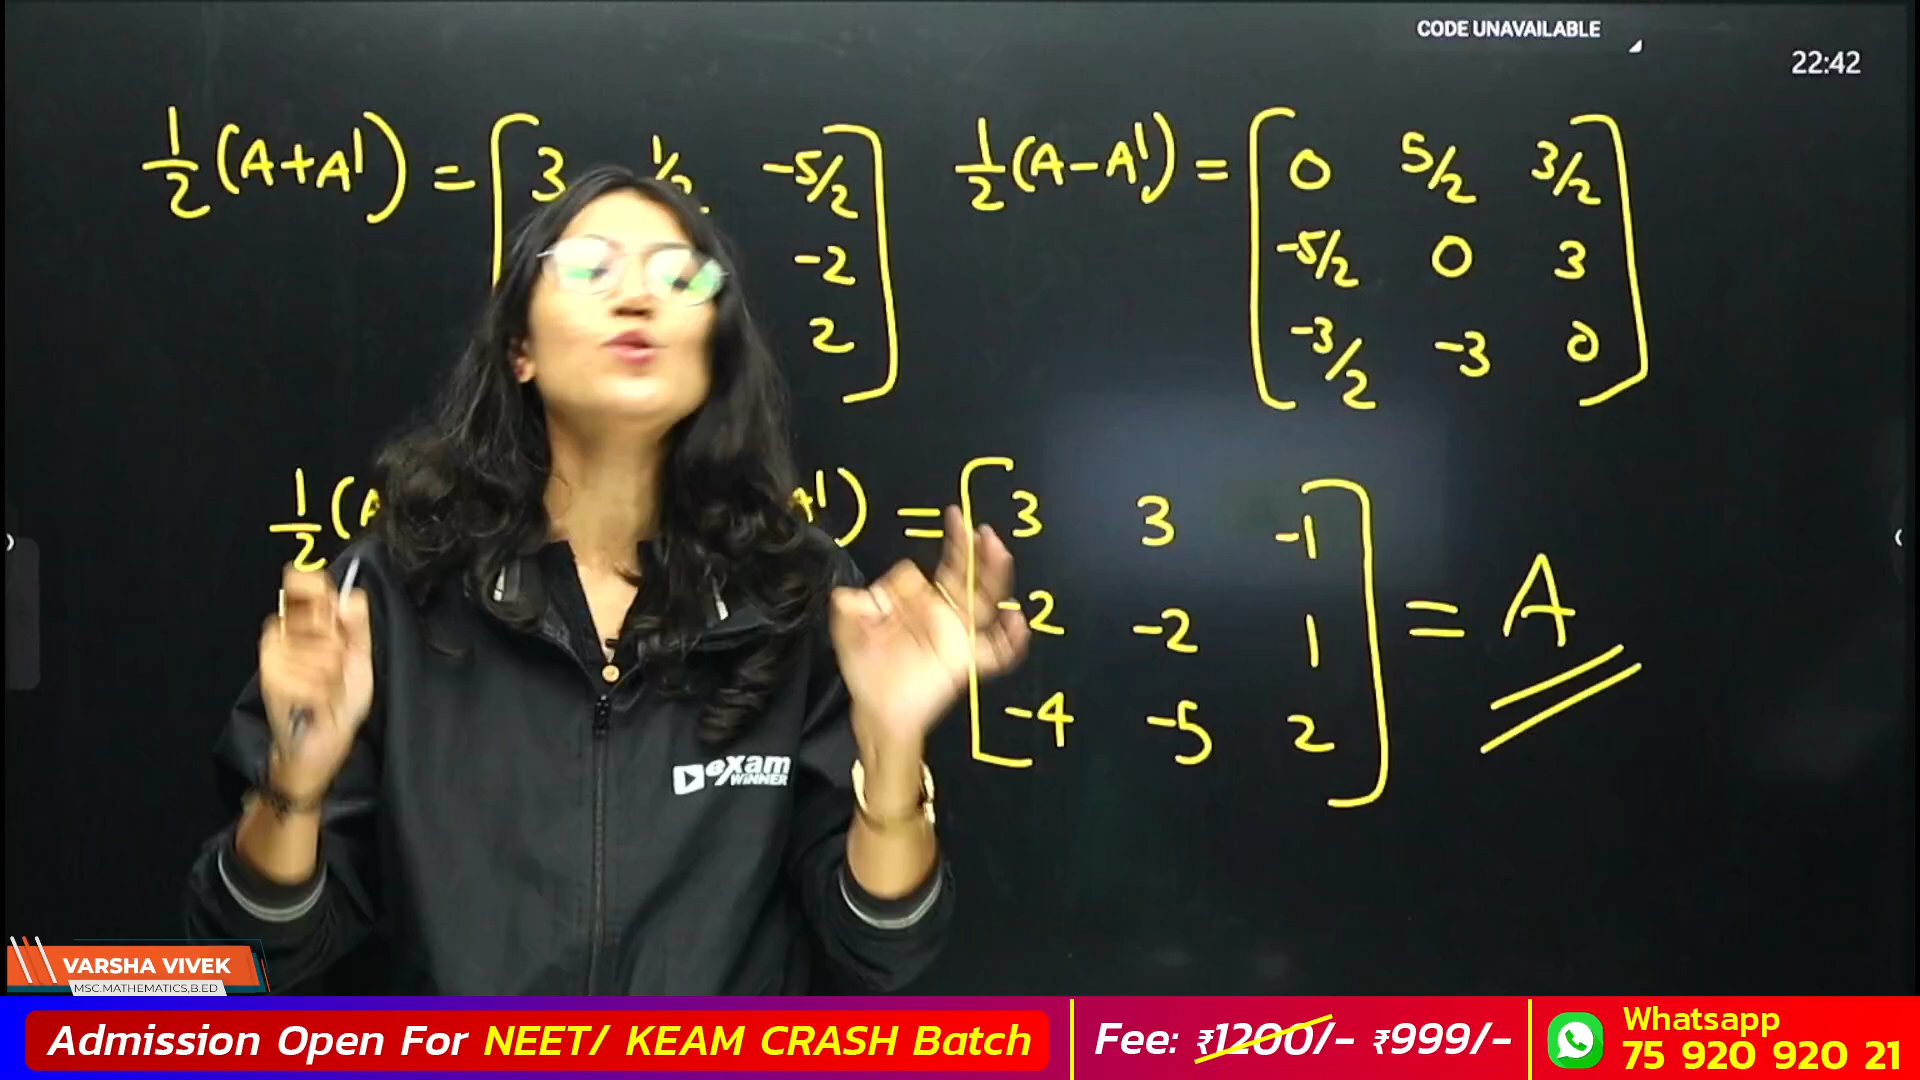 CODE UNAVAILABLE
22:42
1/2 (A+A') = [ 3 1/2 -5/2
-2
2 ]
1/2 (A-A') = [ 0 5/2 3/2
-5/2 0 3
-3/2 -3 0 ]
1/2 (A A') = [ 3 3 -1
-2 -2 1
-4 -5 2 ] = A
exam
WINNER
VARSHA VIVEK
MSC.MATHEMATICS,B.ED
Admission Open For NEET/ KEAM CRASH Batch
Fee: ₹1200/- ₹999/-
Whatsapp
75 920 920 21